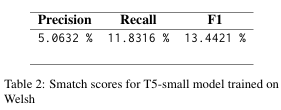 Precision Recall F1
5.0632 % 11.8316 % 13.4421 %
Table 2: Smatch scores for T5-small model trained on
Welsh